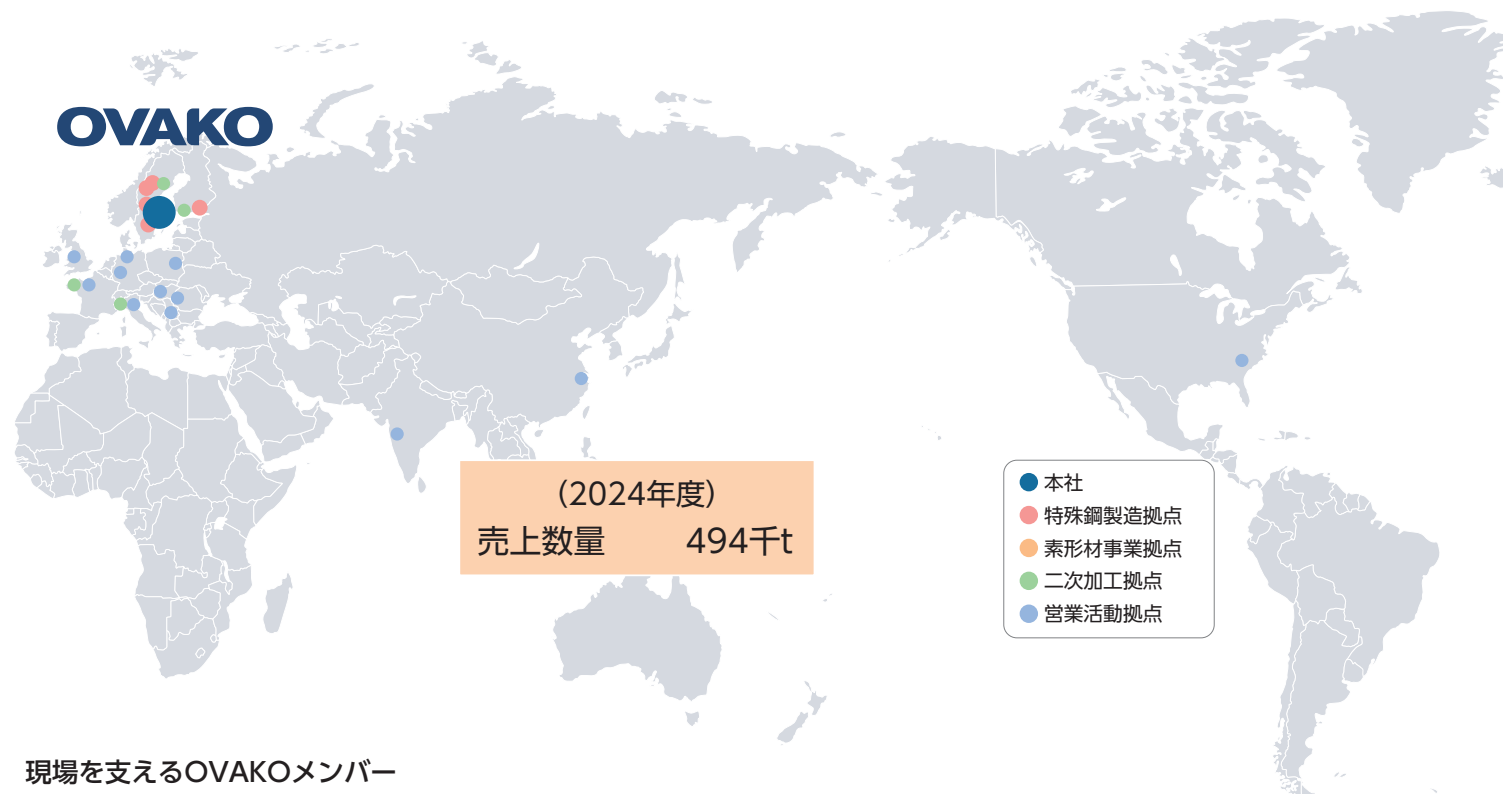 OVAKO
（2024年度）
売上数量 494千t
本社
特殊鋼製造拠点
素形材事業拠点
二次加工拠点
営業活動拠点
現場を支えるOVAKOメンバー